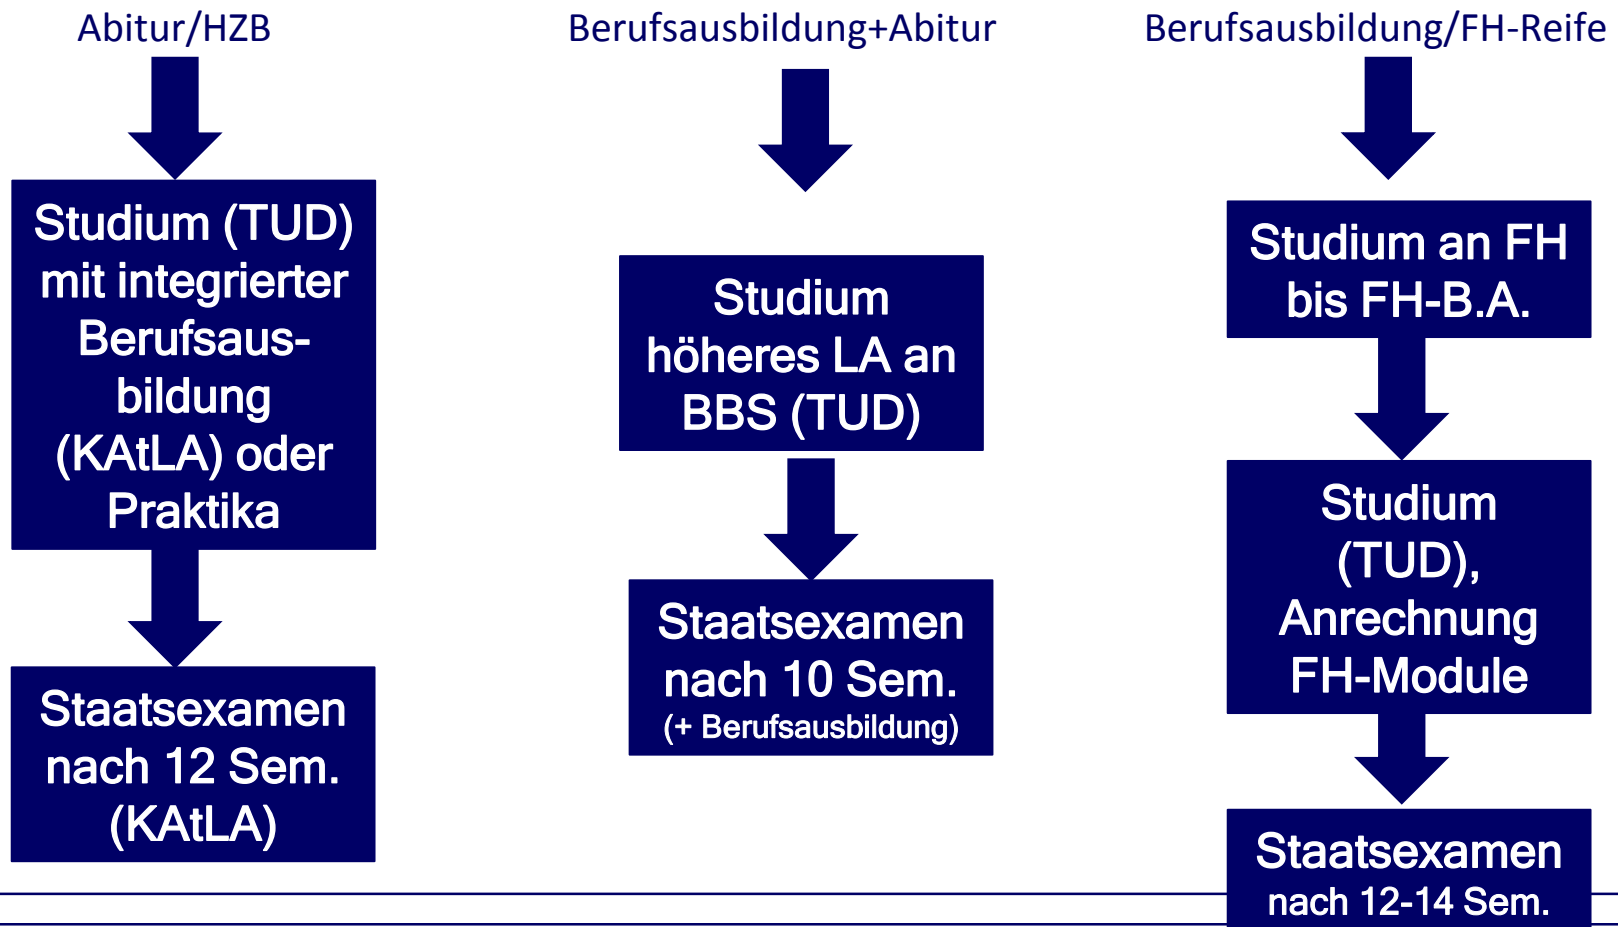 Abitur/HZB
Studium (TUD)
mit integrierter
Berufsaus-
bildung
(KAtLA) oder
Praktika
Staatsexamen
nach 12 Sem.
(KAtLA)
Berufsausbildung+Abitur
Studium
höheres LA an
BBS (TUD)
Staatsexamen
nach 10 Sem.
(+ Berufsausbildung)
Berufsausbildung/FH-Reife
Studium an FH
bis FH-B.A.
Studium
(TUD),
Anrechnung
FH-Module
Staatsexamen
nach 12-14 Sem.